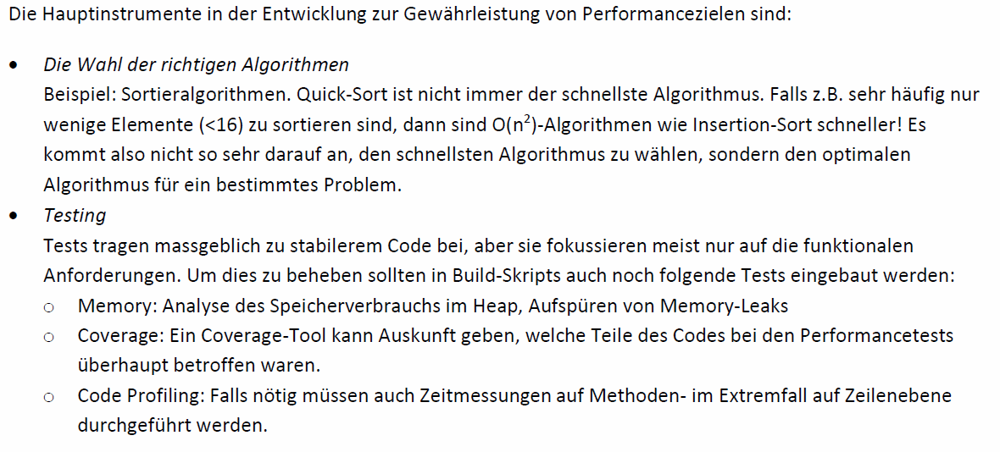 Die Hauptinstrumente in der Entwicklung zur Gewährleistung von Performancezielen sind:
• Die Wahl der richtigen Algorithmen
Beispiel: Sortieralgorithmen. Quick-Sort ist nicht immer der schnellste Algorithmus. Falls z.B. sehr häufig nur
wenige Elemente (<16) zu sortieren sind, dann sind O(n²)-Algorithmen wie Insertion-Sort schneller! Es
kommt also nicht so sehr darauf an, den schnellsten Algorithmus zu wählen, sondern den optimalen
Algorithmus für ein bestimmtes Problem.
• Testing
Tests tragen massgeblich zu stabilerem Code bei, aber sie fokussieren meist nur auf die funktionalen
Anforderungen. Um dies zu beheben sollten in Build-Skripts auch noch folgende Tests eingebaut werden:
○ Memory: Analyse des Speicherverbrauchs im Heap, Aufspüren von Memory-Leaks
○ Coverage: Ein Coverage-Tool kann Auskunft geben, welche Teile des Codes bei den Performancetests
überhaupt betroffen waren.
○ Code Profiling: Falls nötig müssen auch Zeitmessungen auf Methoden- im Extremfall auf Zeilenebene
durchgeführt werden.